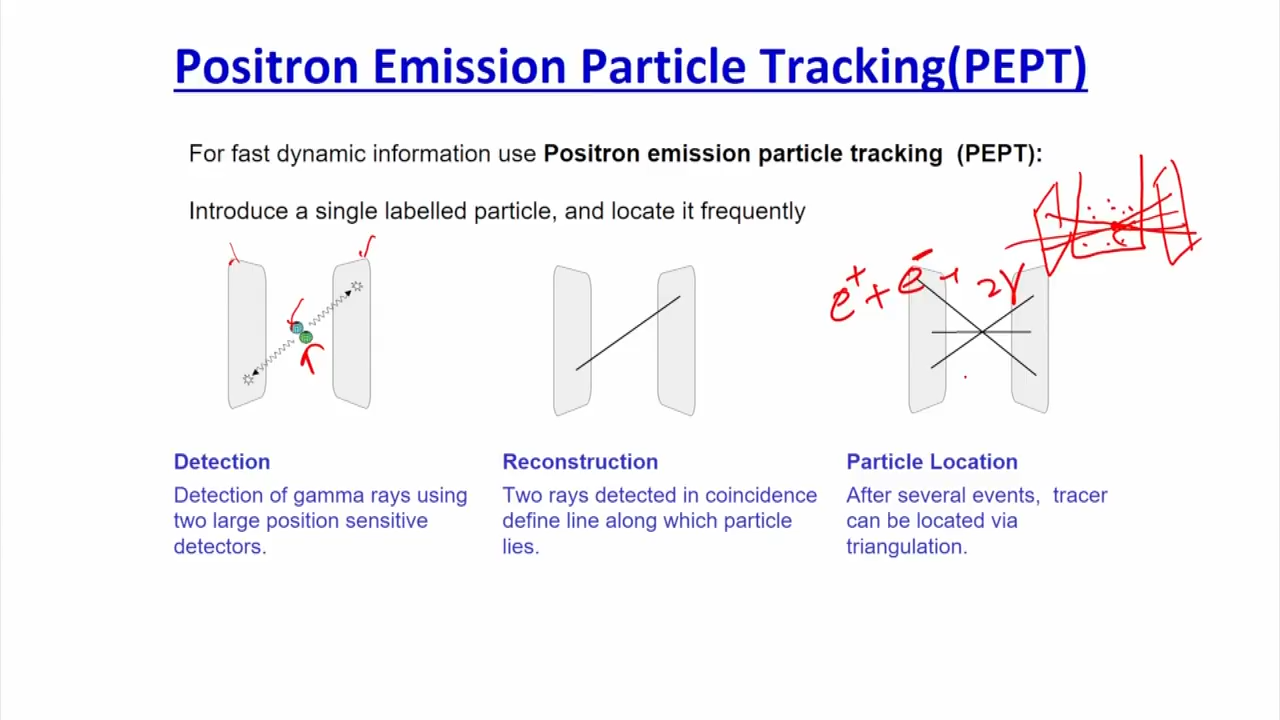 Positron Emission Particle Tracking(PEPT)
For fast dynamic information use Positron emission particle tracking (PEPT):
Introduce a single labelled particle, and locate it frequently
e+ + e- → 2γ
Detection
Detection of gamma rays using
two large position sensitive
detectors.
Reconstruction
Two rays detected in coincidence
define line along which particle
lies.
Particle Location
After several events, tracer
can be located via
triangulation.